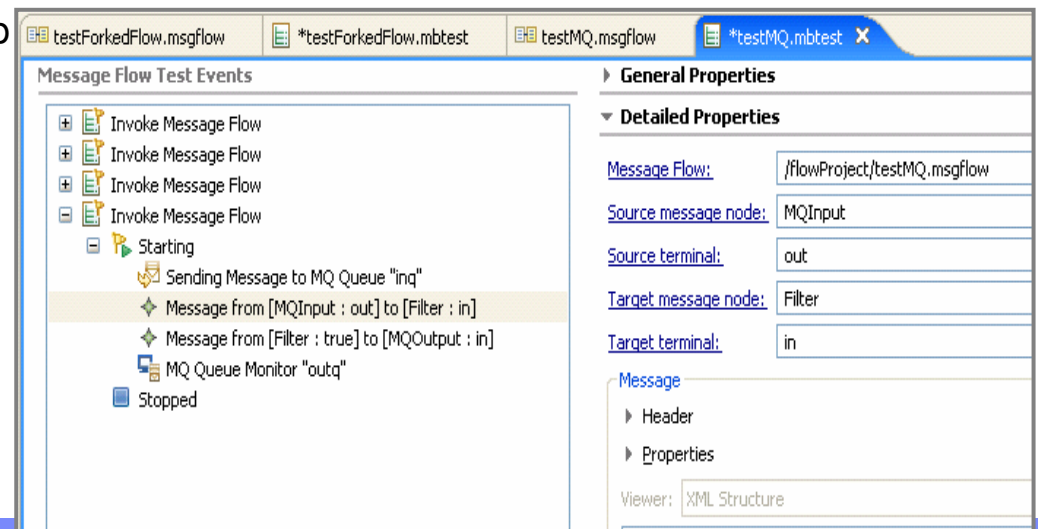 testForkedFlow.msgflow
*testForkedFlow.mbtest
testMQ.msgflow
*testMQ.mbtest
Message Flow Test Events
Invoke Message Flow
Invoke Message Flow
Invoke Message Flow
Invoke Message Flow
Starting
Sending Message to MQ Queue "inq"
Message from [MQInput : out] to [Filter : in]
Message from [Filter : true] to [MQOutput : in]
MQ Queue Monitor "outq"
Stopped
General Properties
Detailed Properties
Message Flow: /flowProject/testMQ.msgflow
Source message node: MQInput
Source terminal: out
Target message node: Filter
Target terminal: in
Message
Header
Properties
Viewer: XML Structure